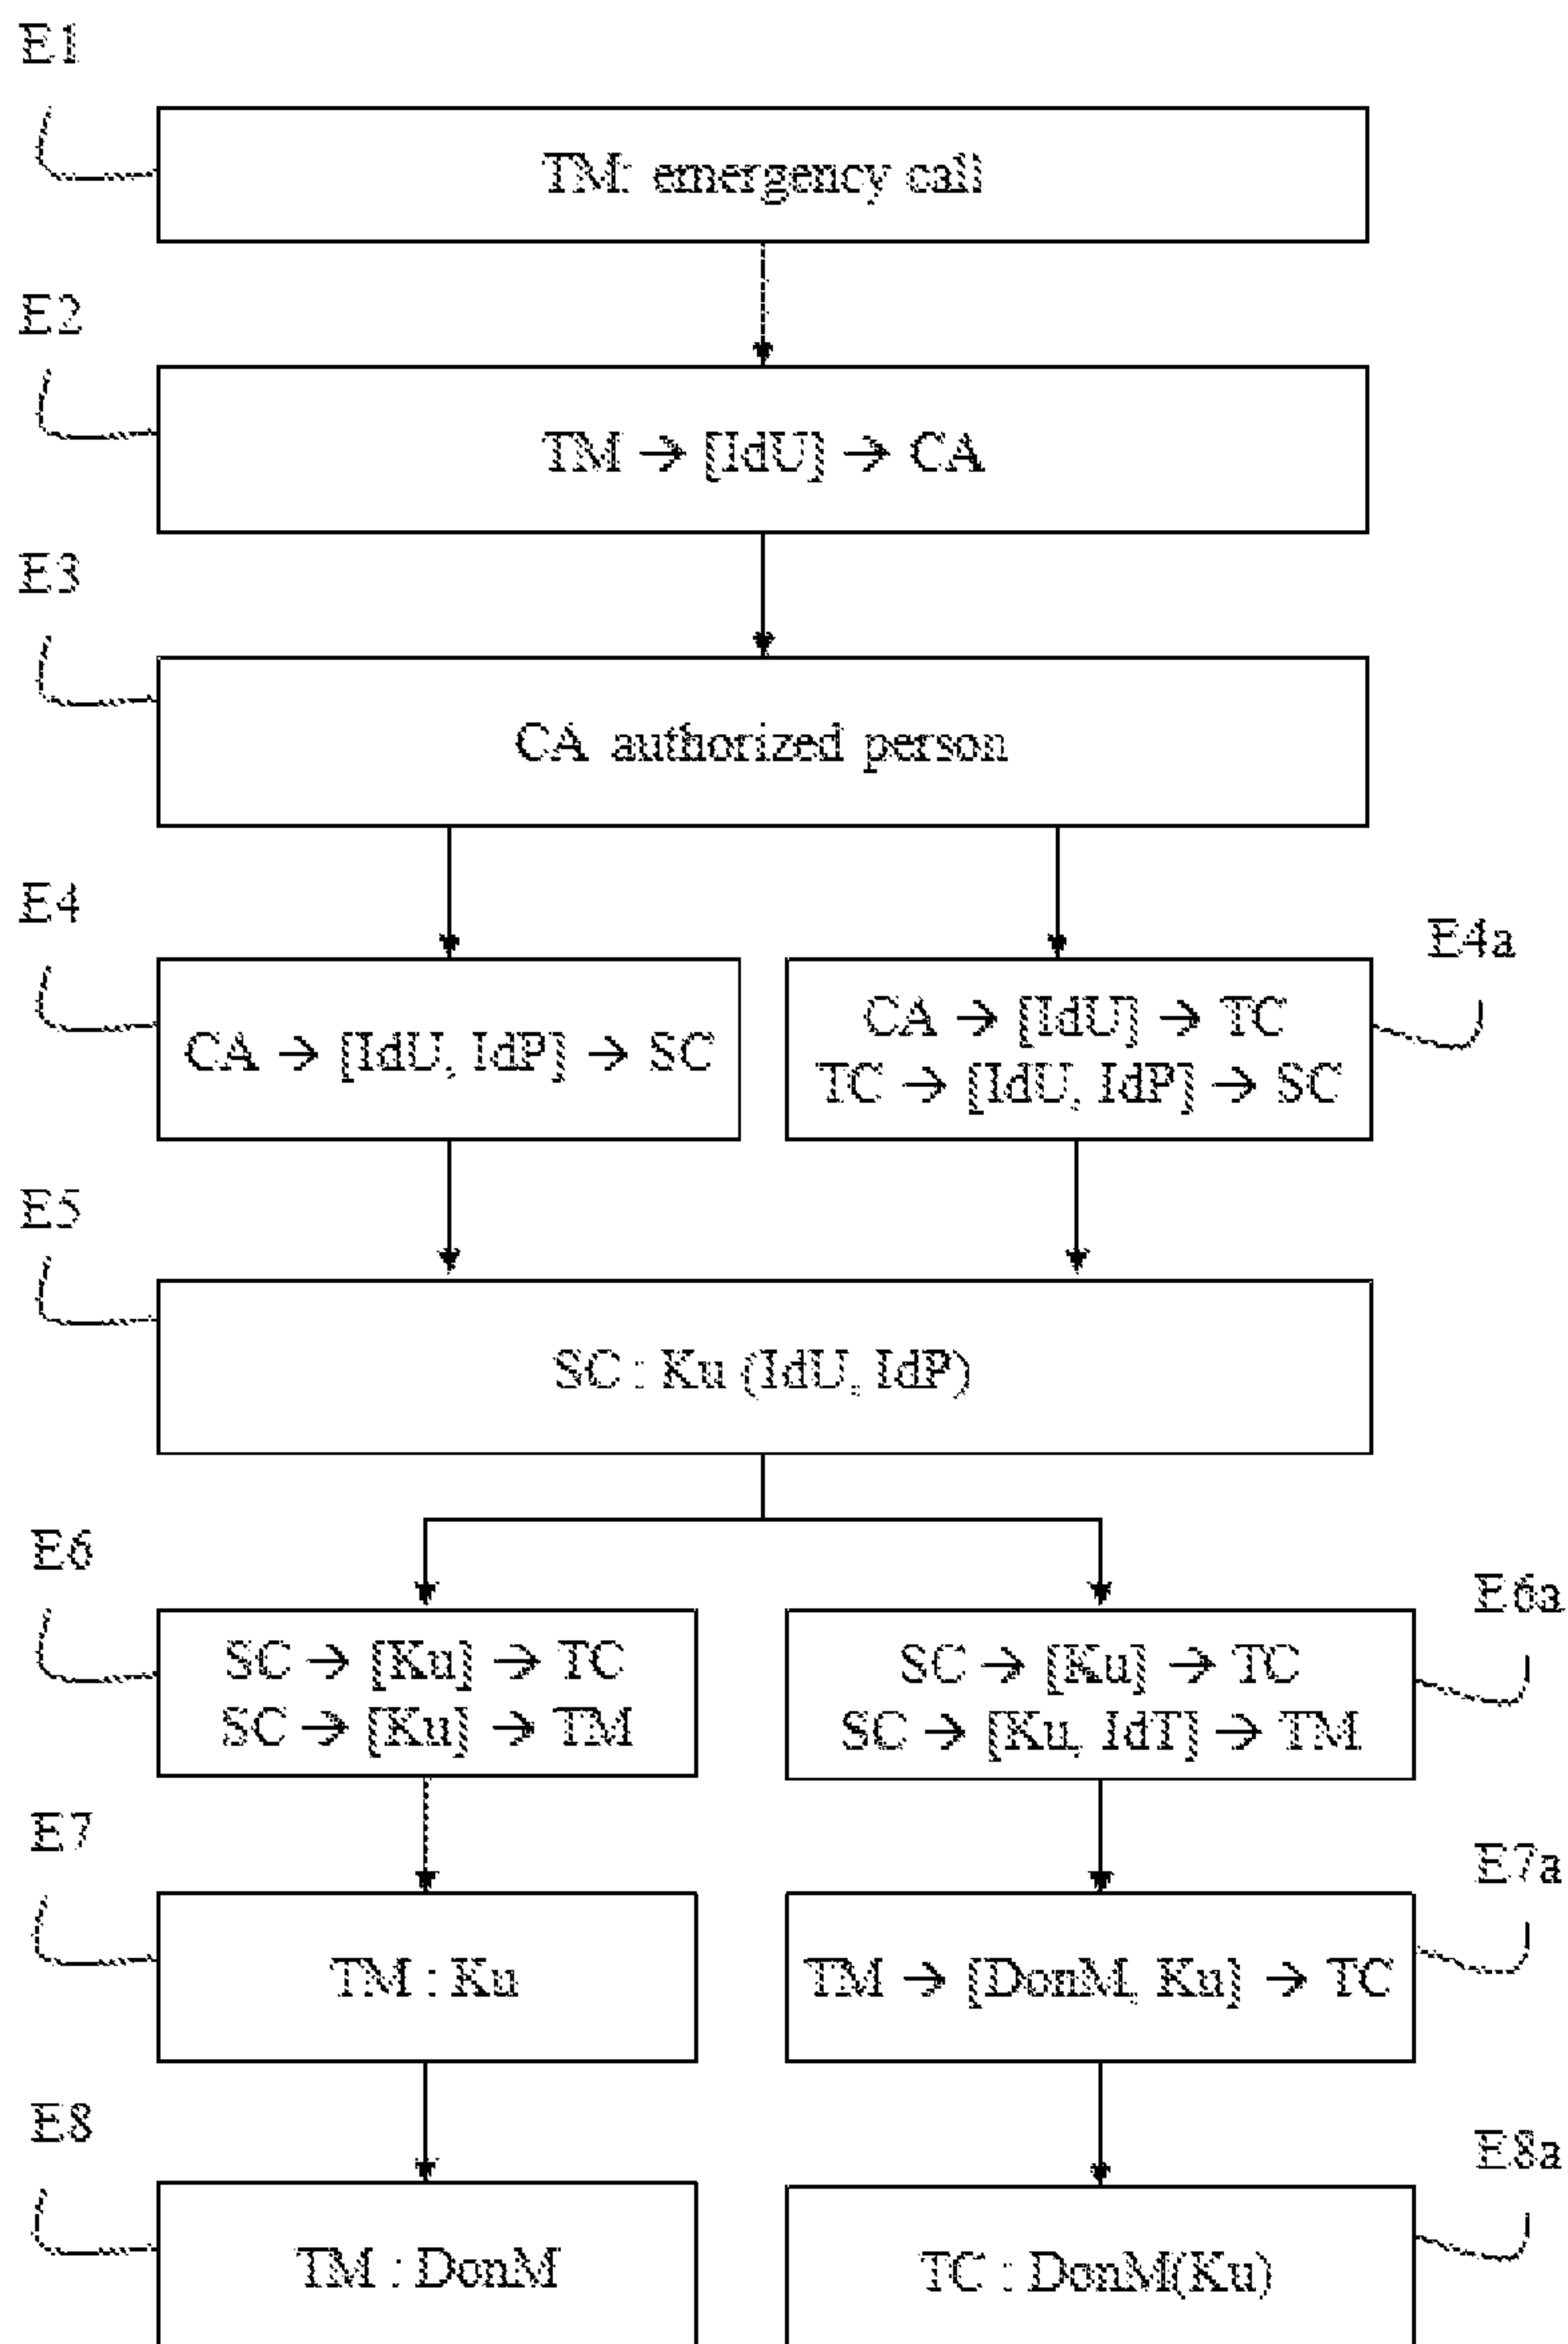 E1
TM: emergency call
E2
TM → [IdU] → CA
E3
CA authorized person
E4
CA → [IdU, IdP] → SC
E4a
CA → [IdU] → TC
TC → [IdU, IdP] → SC
E5
SC : Ku (IdU, IdP)
E6
SC → [Ku] → TC
SC → [Ku] → TM
E6a
SC → [Ku] → TC
SC → [Ku, IdT] → TM
E7
TM : Ku
E7a
TM → [DonM, Ku] → TC
E8
TM : DonM
E8a
TC : DonM(Ku)